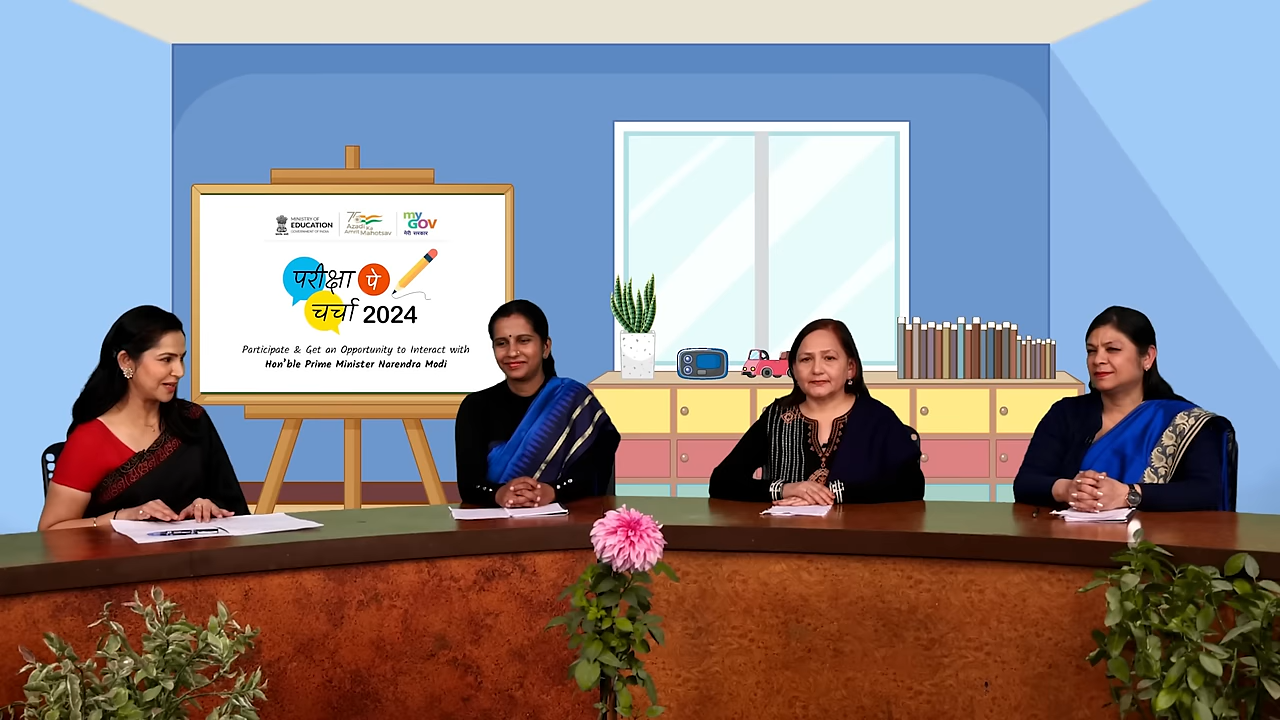 MINISTRY OF
EDUCATION
GOVERNMENT OF INDIA
75
Azadi Ka
Amrit Mahotsav
my
GOV
मेरी सरकार
परीक्षा पे
चर्चा 2024
Participate & Get an Opportunity to Interact with
Hon'ble Prime Minister Narendra Modi